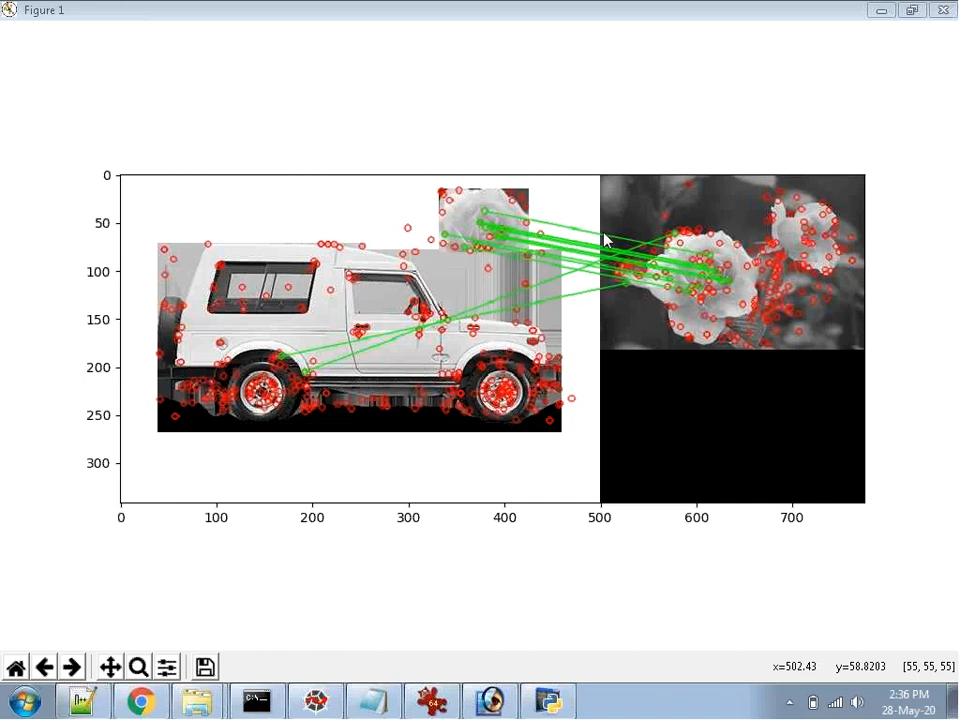 Figure 1
0
50
100
150
200
250
300
0 100 200 300 400 500 600 700
x=502.43 y=58.8203 [55, 55, 55]
N++
C:\
64
2:36 PM
28-May-20